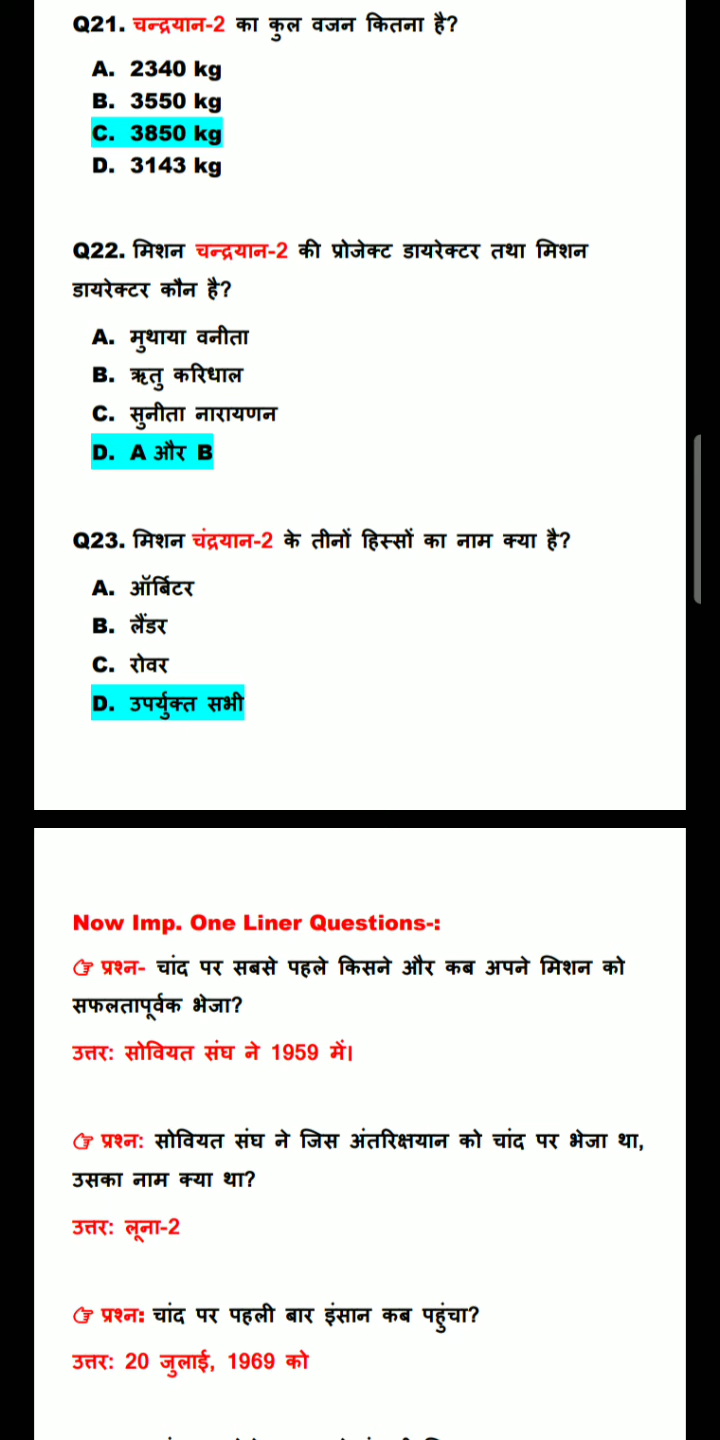 Q21. चन्द्रयान-2 का कुल वजन कितना है?
A. 2340 kg
B. 3550 kg
C. 3850 kg
D. 3143 kg
Q22. मिशन चन्द्रयान-2 की प्रोजेक्ट डायरेक्टर तथा मिशन
डायरेक्टर कौन है?
A. मुथाया वनीता
B. ऋतु करिधाल
C. सुनीता नारायणन
D. A और B
Q23. मिशन चंद्रयान-2 के तीनों हिस्सों का नाम क्या है?
A. ऑर्बिटर
B. लैंडर
C. रोवर
D. उपर्युक्त सभी
Now Imp. One Liner Questions-:
👉 प्रश्न- चांद पर सबसे पहले किसने और कब अपने मिशन को
सफलतापूर्वक भेजा?
उत्तर: सोवियत संघ ने 1959 में।
👉 प्रश्न: सोवियत संघ ने जिस अंतरिक्षयान को चांद पर भेजा था,
उसका नाम क्या था?
उत्तर: लूना-2
👉 प्रश्न: चांद पर पहली बार इंसान कब पहुंचा?
उत्तर: 20 जुलाई, 1969 को